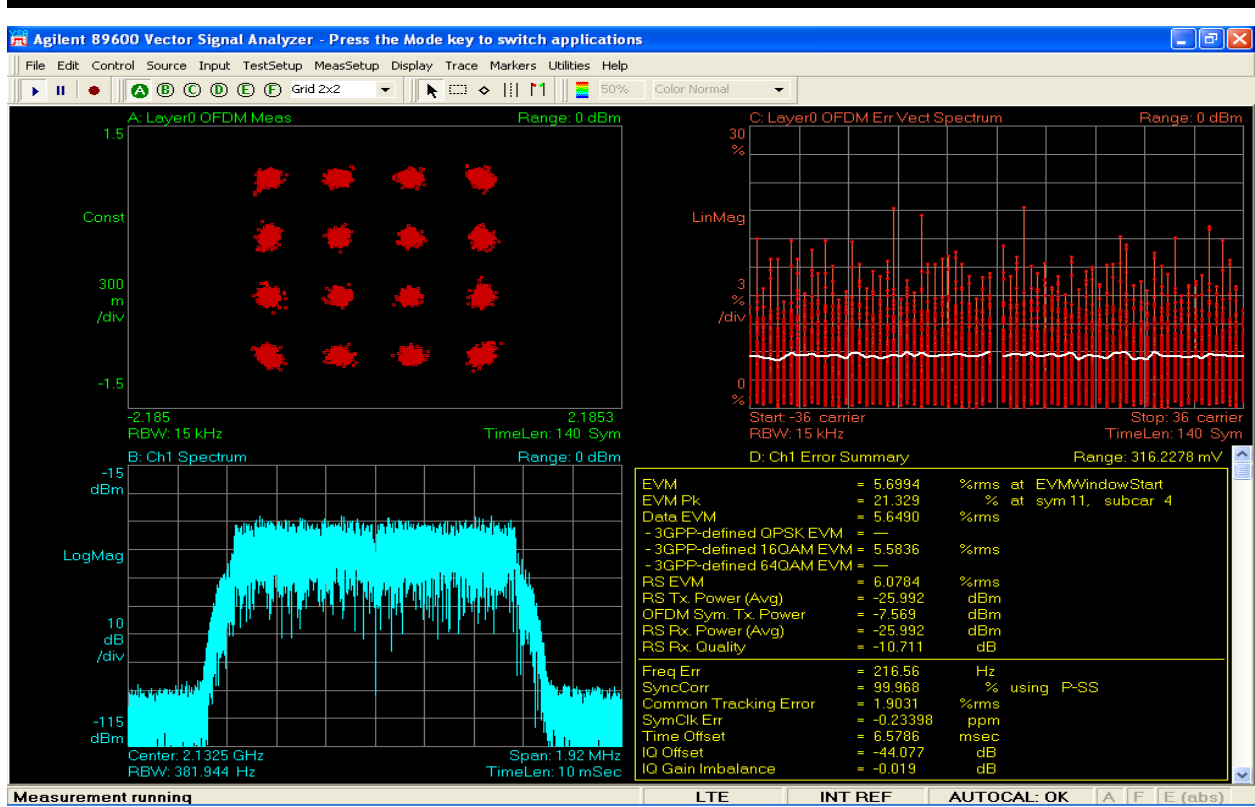 Agilent 89600 Vector Signal Analyzer - Press the Mode key to switch applications
File Edit Control Source Input TestSetup MeasSetup Display Trace Markers Utilities Help
A B C D E F Grid 2x2 50% Color Normal
A: Layer0 OFDM Meas Range: 0 dBm
1.5
Const
300
m
/div
-1.5
-2.185 2.1853
RBW: 15 kHz TimeLen: 140 Sym
C: Layer0 OFDM Err Vect Spectrum Range: 0 dBm
30
%
LinMag
3
%
/div
0
%
Start: -36 carrier Stop: 36 carrier
RBW: 15 kHz TimeLen: 140 Sym
B: Ch1 Spectrum Range: 0 dBm
-15
dBm
LogMag
10
dB
/div
-115
dBm
Center: 2.1325 GHz Span: 1.92 MHz
RBW: 381.944 Hz TimeLen: 10 mSec
D: Ch1 Error Summary Range: 316.2278 mV
EVM = 5.6994 %rms at EVMWindowStart
EVM Pk = 21.329 % at sym 11, subcar 4
Data EVM = 5.6490 %rms
- 3GPP-defined QPSK EVM = —
- 3GPP-defined 16QAM EVM = 5.5836 %rms
- 3GPP-defined 64QAM EVM = —
RS EVM = 6.0784 %rms
RS Tx. Power (Avg) = -25.992 dBm
OFDM Sym. Tx. Power = -7.569 dBm
RS Rx. Power (Avg) = -25.992 dBm
RS Rx. Quality = -10.711 dB
Freq Err = 216.56 Hz
SyncCorr = 99.968 % using P-SS
Common Tracking Error = 1.9031 %rms
SymClk Err = -0.23398 ppm
Time Offset = 6.5786 msec
IQ Offset = -44.077 dB
IQ Gain Imbalance = -0.019 dB
Measurement running LTE INT REF AUTOCAL: OK A F E (abs)